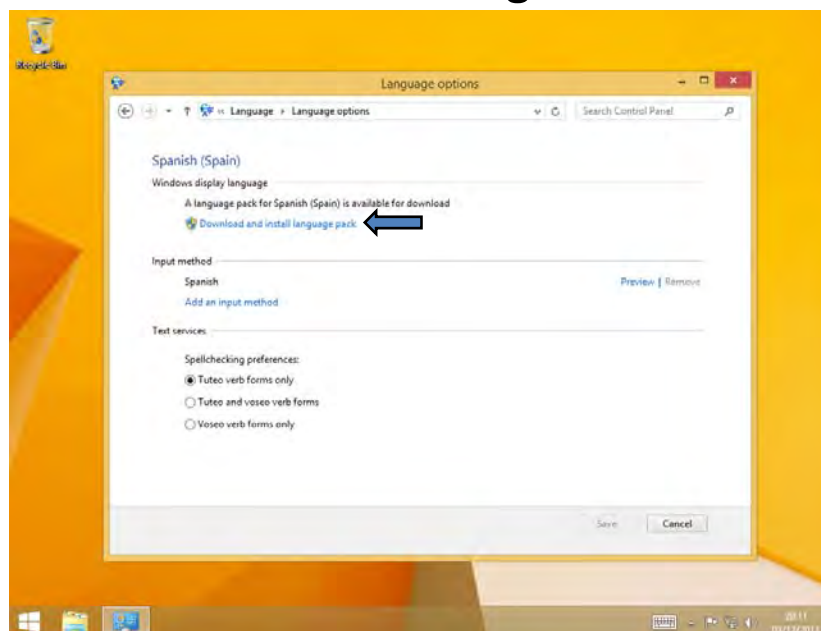 Recycle Bin
Language options
« Language › Language options
Search Control Panel
Spanish (Spain)
Windows display language
A language pack for Spanish (Spain) is available for download
Download and install language pack
Input method
Spanish
Preview | Remove
Add an input method
Text services
Spellchecking preferences:
Tuteo verb forms only
Tuteo and voseo verb forms
Voseo verb forms only
Save Cancel
20:11